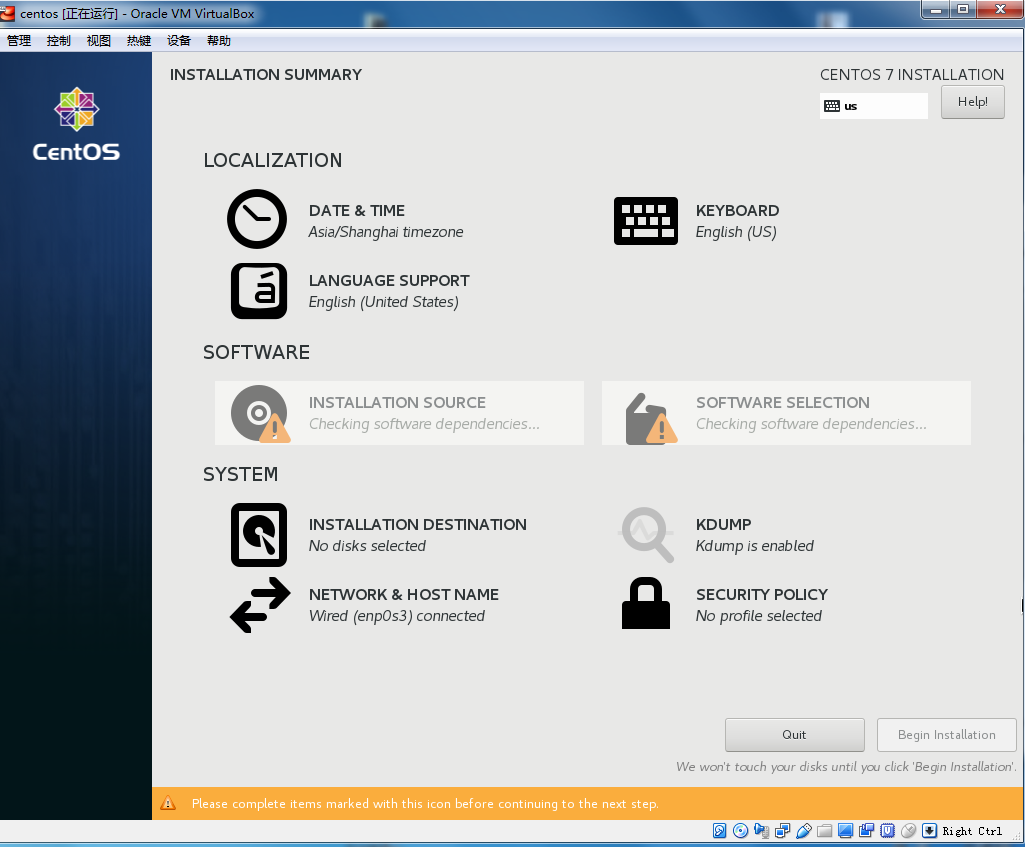 centos [正在运行] - Oracle VM VirtualBox
管理 控制 视图 热键 设备 帮助
INSTALLATION SUMMARY
CENTOS 7 INSTALLATION
us
Help!
CentOS
LOCALIZATION
DATE & TIME
Asia/Shanghai timezone
KEYBOARD
English (US)
LANGUAGE SUPPORT
English (United States)
SOFTWARE
INSTALLATION SOURCE
Checking software dependencies...
SOFTWARE SELECTION
Checking software dependencies...
SYSTEM
INSTALLATION DESTINATION
No disks selected
KDUMP
Kdump is enabled
NETWORK & HOST NAME
Wired (enp0s3) connected
SECURITY POLICY
No profile selected
Quit
Begin Installation
We won't touch your disks until you click 'Begin Installation'.
Please complete items marked with this icon before continuing to the next step.
Right Ctrl